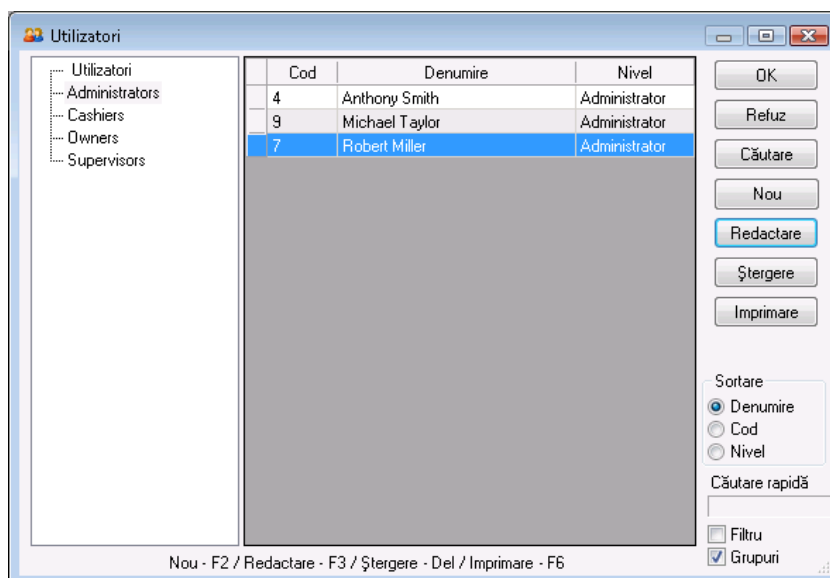 Utilizatori
Utilizatori
Administrators
Cashiers
Owners
Supervisors
Cod Denumire Nivel
4 Anthony Smith Administrator
9 Michael Taylor Administrator
7 Robert Miller Administrator
OK
Refuz
Căutare
Nou
Redactare
Ştergere
Imprimare
Sortare
Denumire
Cod
Nivel
Căutare rapidă
Filtru
Grupuri
Nou - F2 / Redactare - F3 / Ştergere - Del / Imprimare - F6